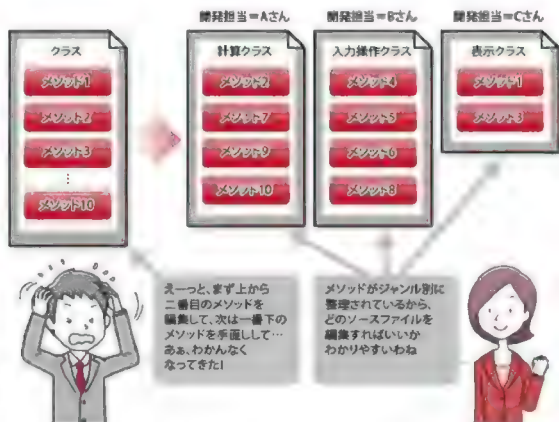 開発担当=Aさん
開発担当=Bさん
開発担当=Cさん
クラス
メソッド1
メソッド2
メソッド3
⋮
メソッド10
計算クラス
メソッド2
メソッド7
メソッド9
メソッド10
入力操作クラス
メソッド4
メソッド5
メソッド6
メソッド8
表示クラス
メソッド1
メソッド3
えーっと、まず上から
二番目のメソッドを
編集して、次は一番下の
メソッドを手直しして…
あぁ、わかんなく
なってきた!
メソッドがジャンル別に
整理されているから、
どのソースファイルを
編集すればいいか
わかりやすいわね